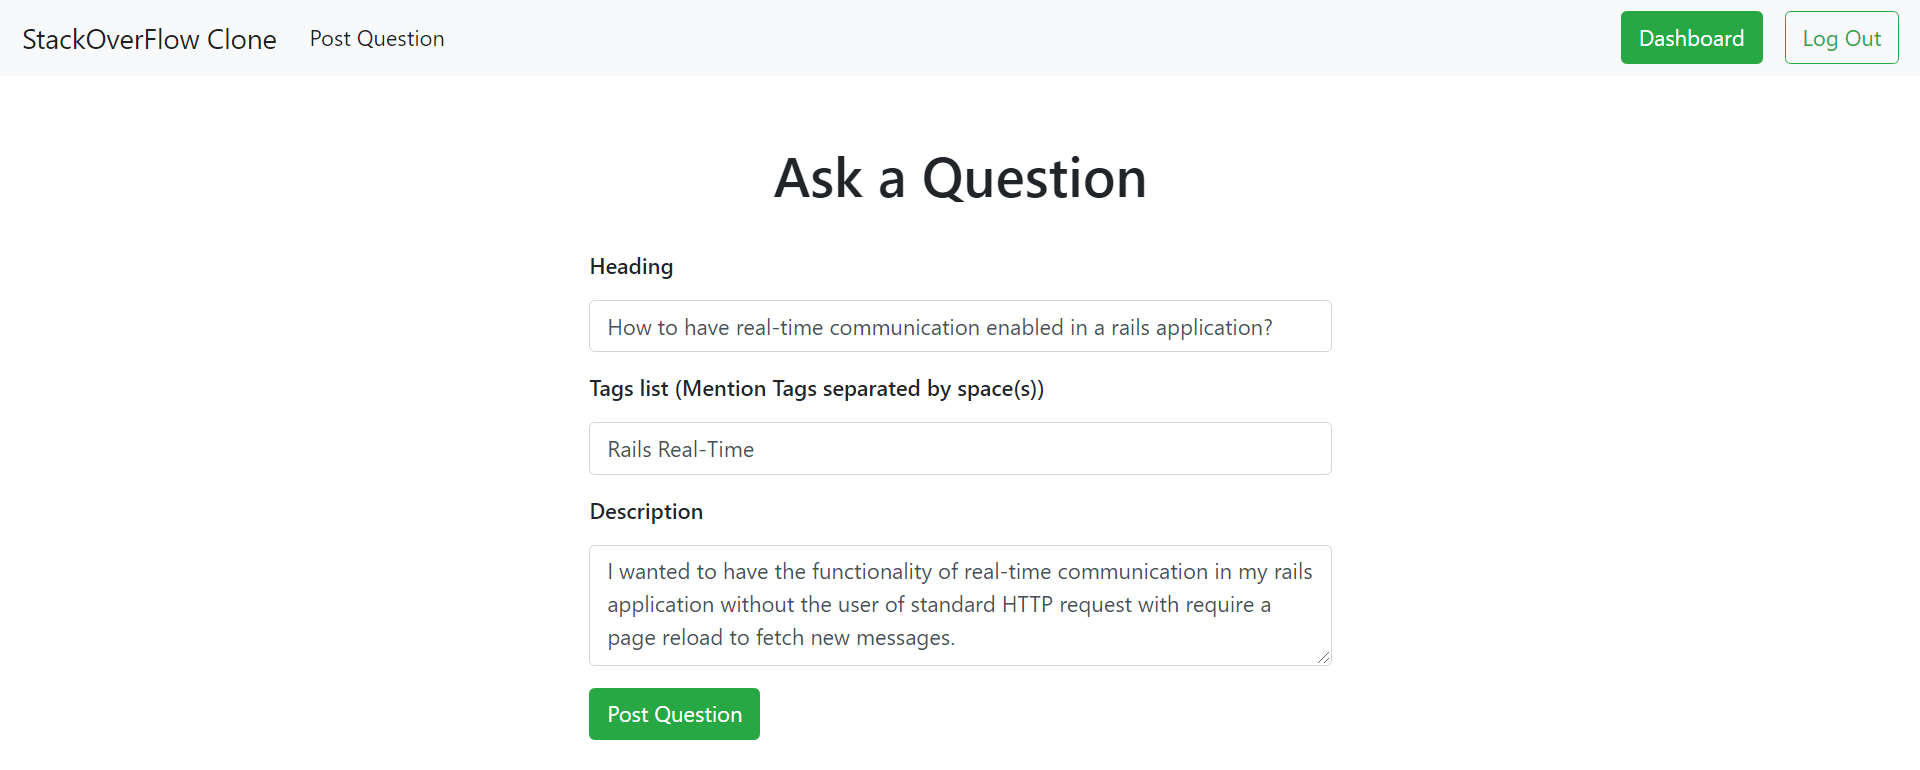 StackOverFlow Clone Post Question Dashboard Log Out
Ask a Question
Heading
How to have real-time communication enabled in a rails application?
Tags list (Mention Tags separated by space(s))
Rails Real-Time
Description
I wanted to have the functionality of real-time communication in my rails
application without the user of standard HTTP request with require a
page reload to fetch new messages.
Post Question